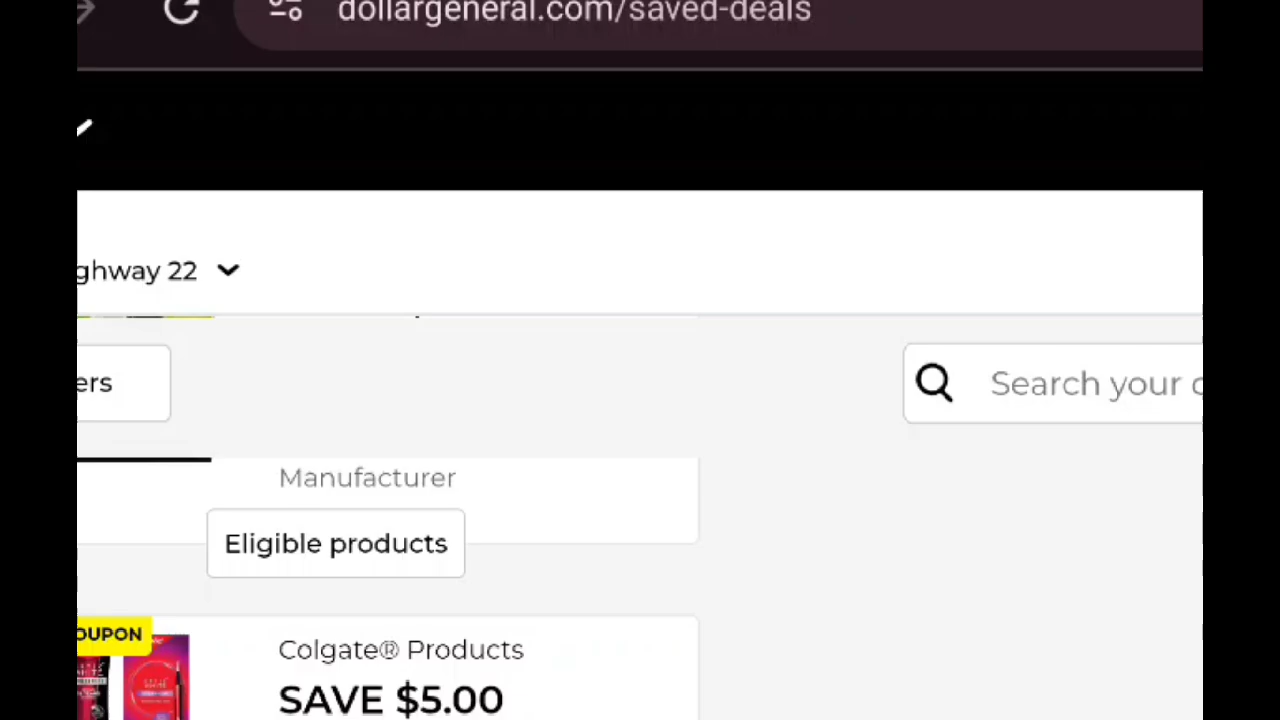 dollargeneral.com/saved-deals
ghway 22
ers
Search your c
Manufacturer
Eligible products
OUPON
Colgate® Products
SAVE $5.00